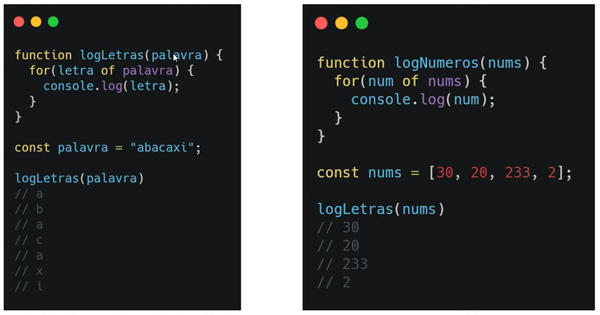 function logLetras(palavra) {
  for(letra of palavra) {
    console.log(letra);
  }
}

const palavra = "abacaxi";

logLetras(palavra)
// a
// b
// a
// c
// a
// x
// i

function logNumeros(nums) {
  for(num of nums) {
    console.log(num);
  }
}

const nums = [30, 20, 233, 2];

logLetras(nums)
// 30
// 20
// 233
// 2